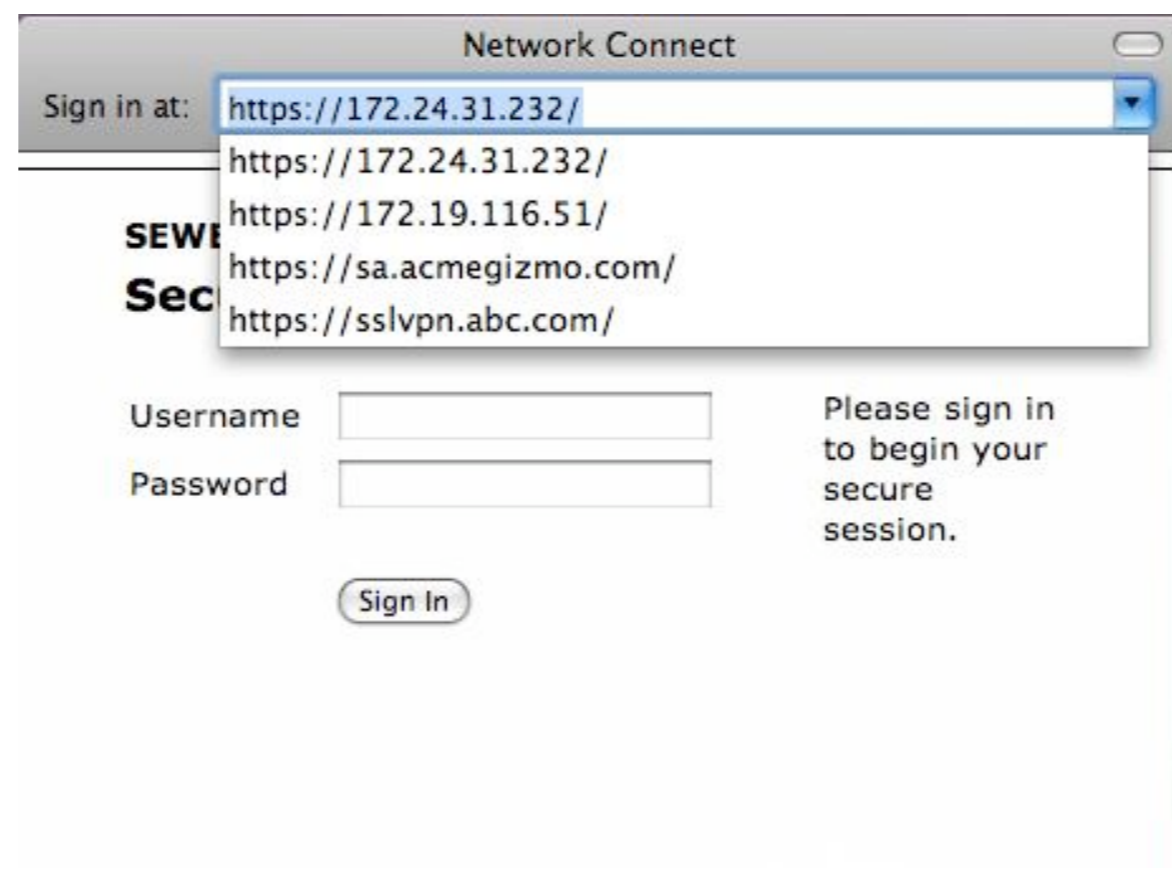 Network Connect
Sign in at: https://172.24.31.232/
https://172.24.31.232/
https://172.19.116.51/
https://sa.acmegizmo.com/
https://sslvpn.abc.com/
Username
Password
Please sign in
to begin your
secure
session.
Sign In